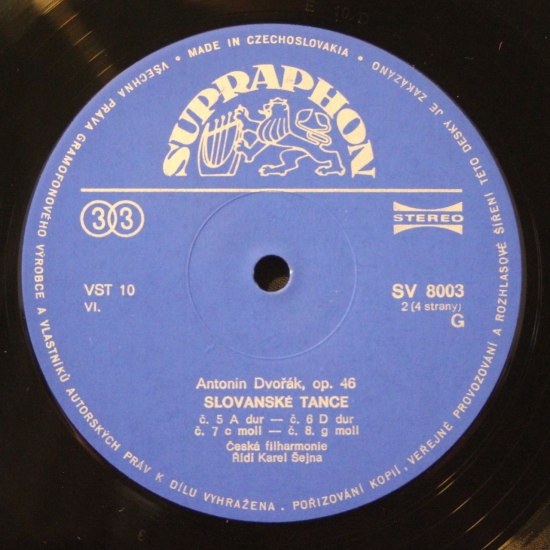 VŠECHNA PRÁVA GRAMOFONOVÉHO VÝROBCE A VLASTNÍKŮ AUTORSKÝCH PRÁV K DÍLU VYHRAŽENA · POŘIZOVÁNÍ KOPIÍ, VEŘEJNÉ PROVOZOVÁNÍ A ROZHLASOVÉ ŠÍŘENÍ TÉTO DESKY JE ZAKÁZÁNO
• MADE IN CZECHOSLOVAKIA •
SUPRAPHON
33
STEREO
VST 10
VI.
SV 8003
2 (4 strany)
G
Antonín Dvořák, op. 46
SLOVANSKÉ TANCE
č. 5 A dur — č. 6 D dur
č. 7 c moll — č. 8. g moll
Česká filharmonie
Řídí Karel Šejna